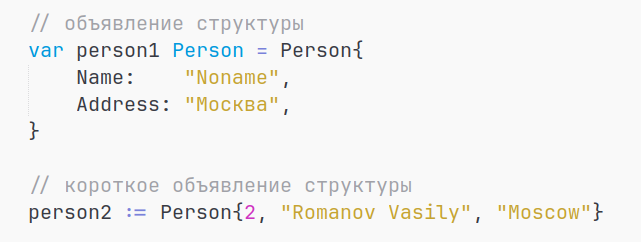 // объявление структуры
var person1 Person = Person{
    Name:    "Noname",
    Address: "Москва",
}

// короткое объявление структуры
person2 := Person{2, "Romanov Vasily", "Moscow"}